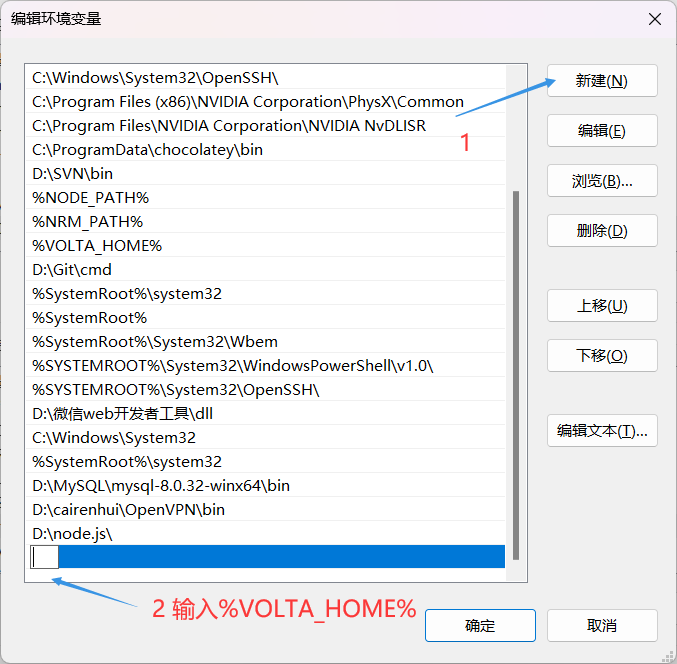 编辑环境变量
C:\Windows\System32\OpenSSH\
C:\Program Files (x86)\NVIDIA Corporation\PhysX\Common
C:\Program Files\NVIDIA Corporation\NVIDIA NvDLISR
C:\ProgramData\chocolatey\bin
D:\SVN\bin
%NODE_PATH%
%NRM_PATH%
%VOLTA_HOME%
D:\Git\cmd
%SystemRoot%\system32
%SystemRoot%
%SystemRoot%\System32\Wbem
%SYSTEMROOT%\System32\WindowsPowerShell\v1.0\
%SYSTEMROOT%\System32\OpenSSH\
D:\微信web开发者工具\dll
C:\Windows\System32
%SystemRoot%\system32
D:\MySQL\mysql-8.0.32-winx64\bin
D:\cairenhui\OpenVPN\bin
D:\node.js\
新建(N)
1
编辑(E)
浏览(B)...
删除(D)
上移(U)
下移(O)
编辑文本(T)...
2 输入%VOLTA_HOME%
确定
取消